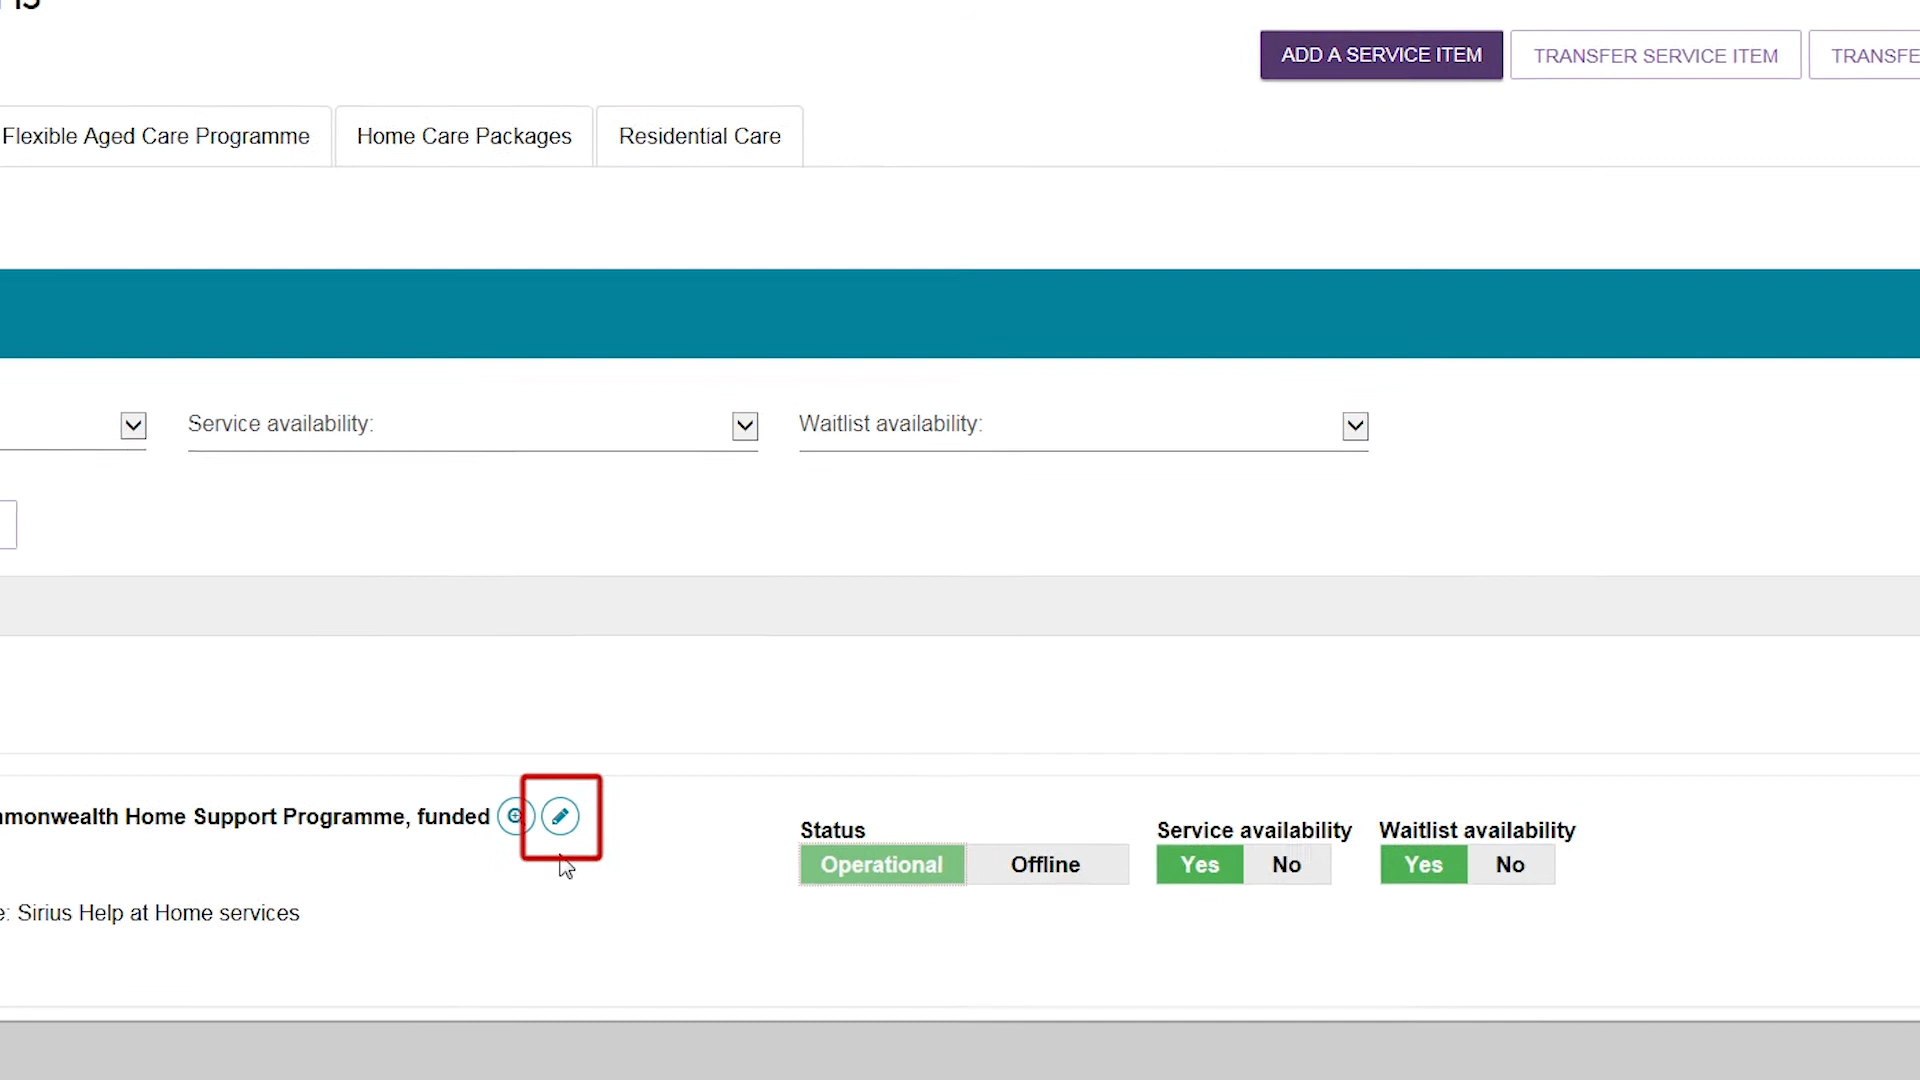 ADD A SERVICE ITEM TRANSFER SERVICE ITEM
Flexible Aged Care Programme Home Care Packages Residential Care
Service availability: Waitlist availability:
Home Support Programme, funded
Status Service availability Waitlist availability
Operational Offline Yes No Yes No
Sirius Help at Home services